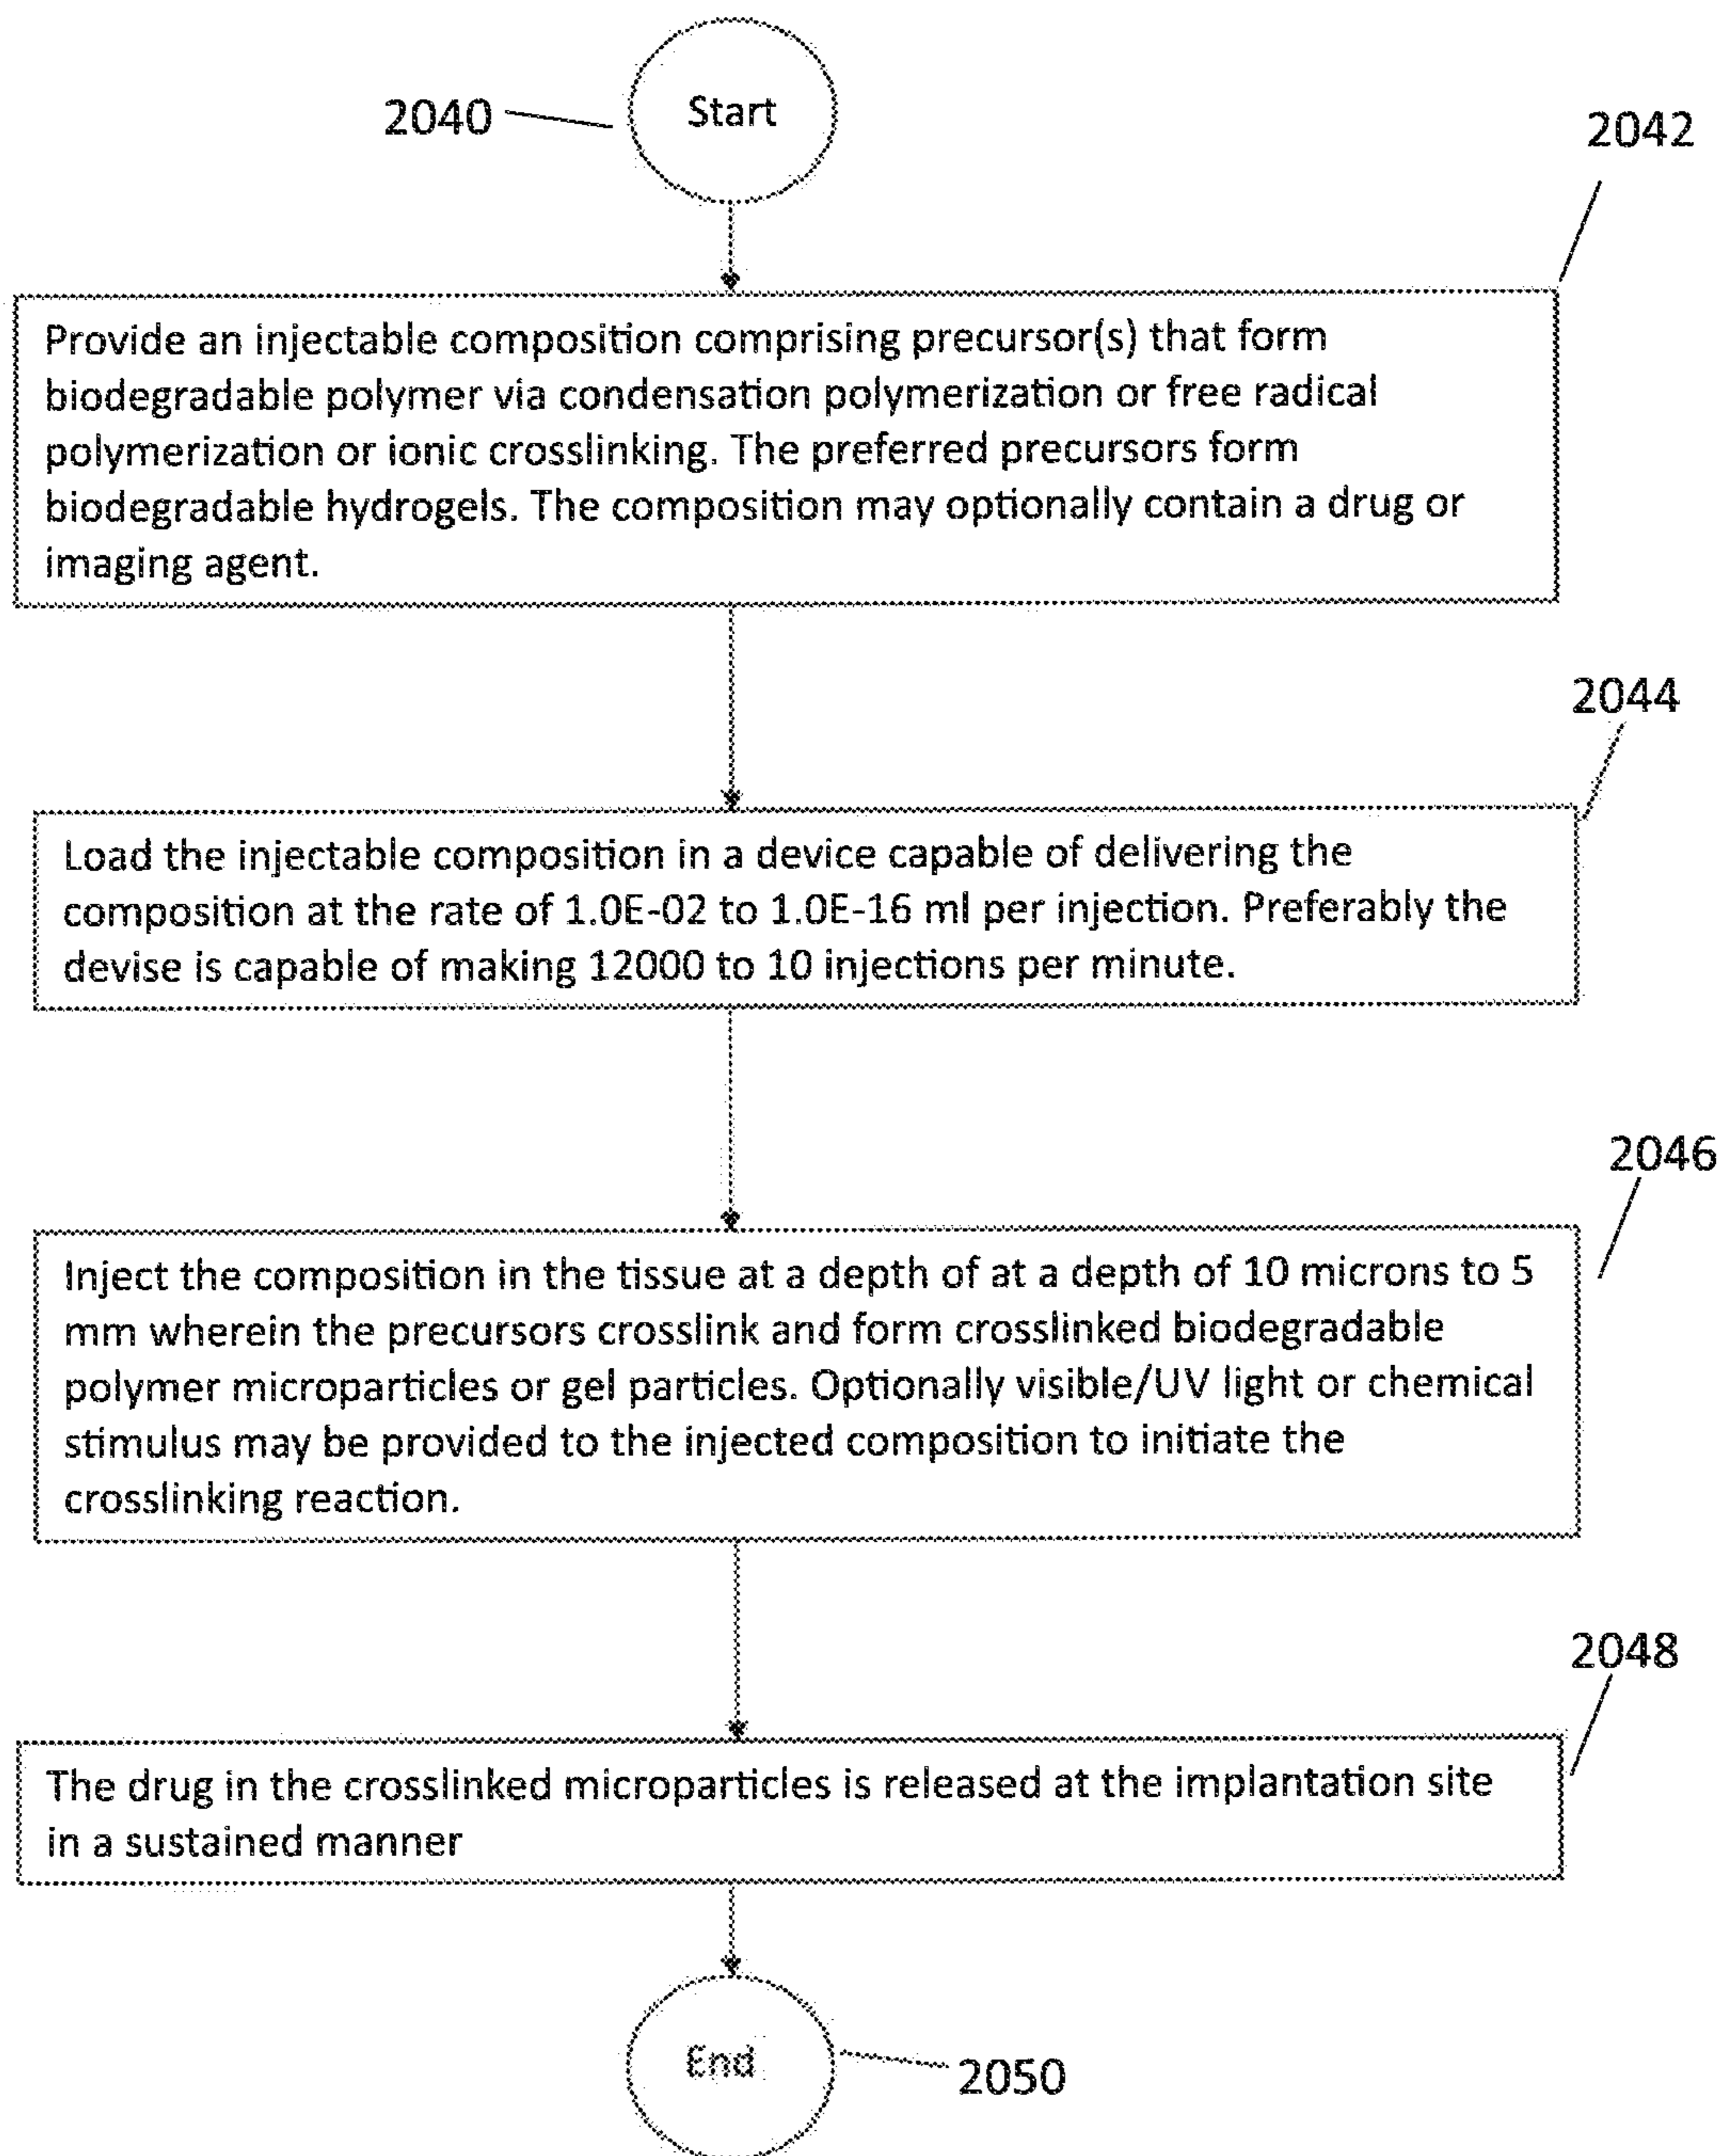 Start
2040
2042
Provide an injectable composition comprising precursor(s) that form
biodegradable polymer via condensation polymerization or free radical
polymerization or ionic crosslinking. The preferred precursors form
biodegradable hydrogels. The composition may optionally contain a drug or
imaging agent.
2044
Load the injectable composition in a device capable of delivering the
composition at the rate of 1.0E-02 to 1.0E-16 ml per injection. Preferably the
devise is capable of making 12000 to 10 injections per minute.
2046
Inject the composition in the tissue at a depth of at a depth of 10 microns to 5
mm wherein the precursors crosslink and form crosslinked biodegradable
polymer microparticles or gel particles. Optionally visible/UV light or chemical
stimulus may be provided to the injected composition to initiate the
crosslinking reaction.
2048
The drug in the crosslinked microparticles is released at the implantation site
in a sustained manner
End
2050